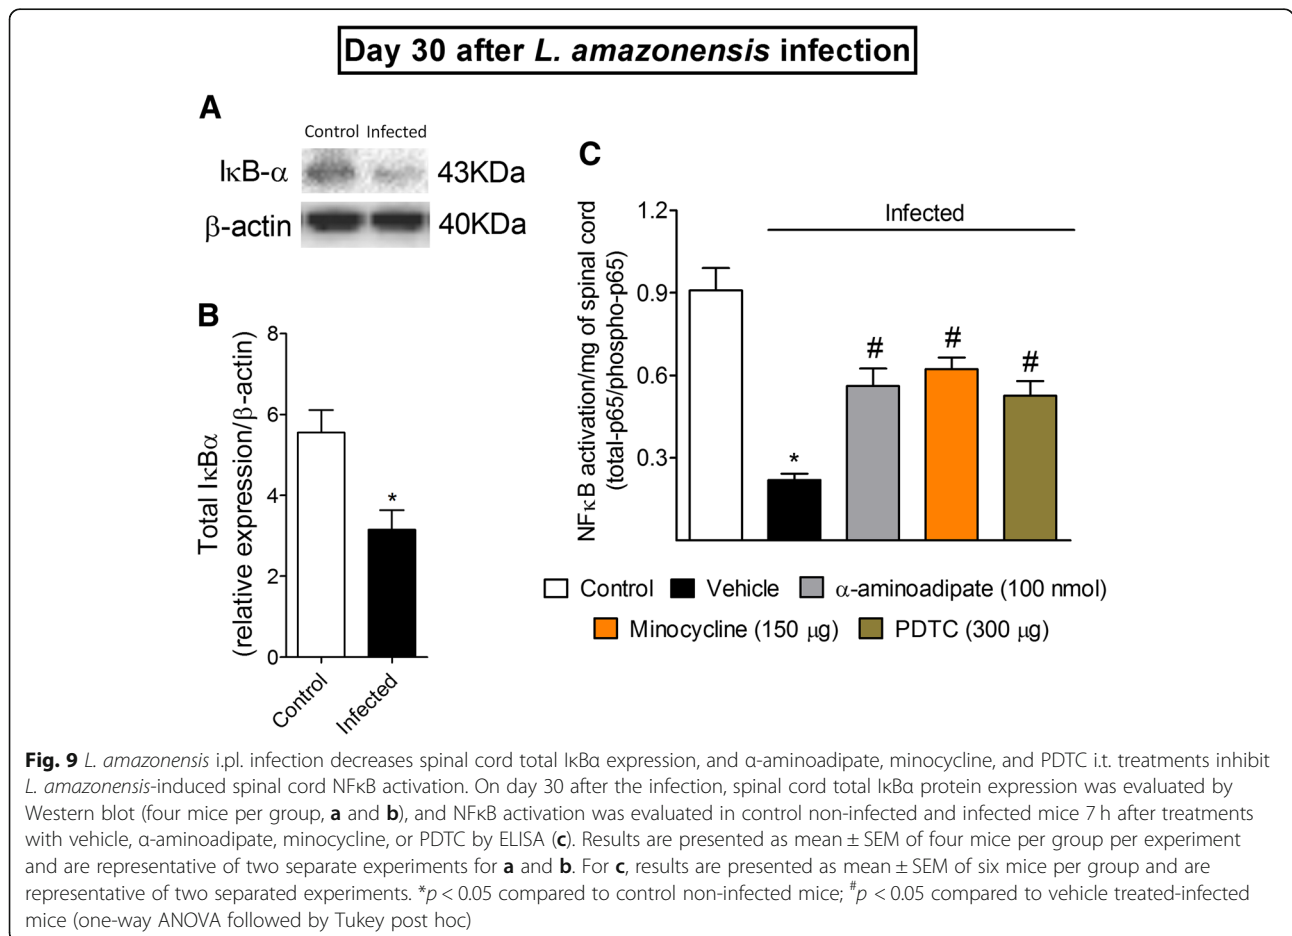 Day 30 after L. amazonensis infection
A
Control Infected
IκB-α 43KDa
β-actin 40KDa
B
Total IκBα
(relative expression/β-actin)
8
6
4
2
0
*
Control
Infected
C
NFκB activation/mg of spinal cord
(total-p65/phospho-p65)
1.2
0.9
0.6
0.3
Infected
*
#
#
#
Control Vehicle α-aminoadipate (100 nmol)
Minocycline (150 μg) PDTC (300 μg)
Fig. 9 L. amazonensis i.pl. infection decreases spinal cord total IκBα expression, and α-aminoadipate, minocycline, and PDTC i.t. treatments inhibit
L. amazonensis-induced spinal cord NFκB activation. On day 30 after the infection, spinal cord total IκBα protein expression was evaluated by
Western blot (four mice per group, a and b), and NFκB activation was evaluated in control non-infected and infected mice 7 h after treatments
with vehicle, α-aminoadipate, minocycline, or PDTC by ELISA (c). Results are presented as mean ± SEM of four mice per group per experiment
and are representative of two separate experiments for a and b. For c, results are presented as mean ± SEM of six mice per group and are
representative of two separated experiments. *p < 0.05 compared to control non-infected mice; #p < 0.05 compared to vehicle treated-infected
mice (one-way ANOVA followed by Tukey post hoc)